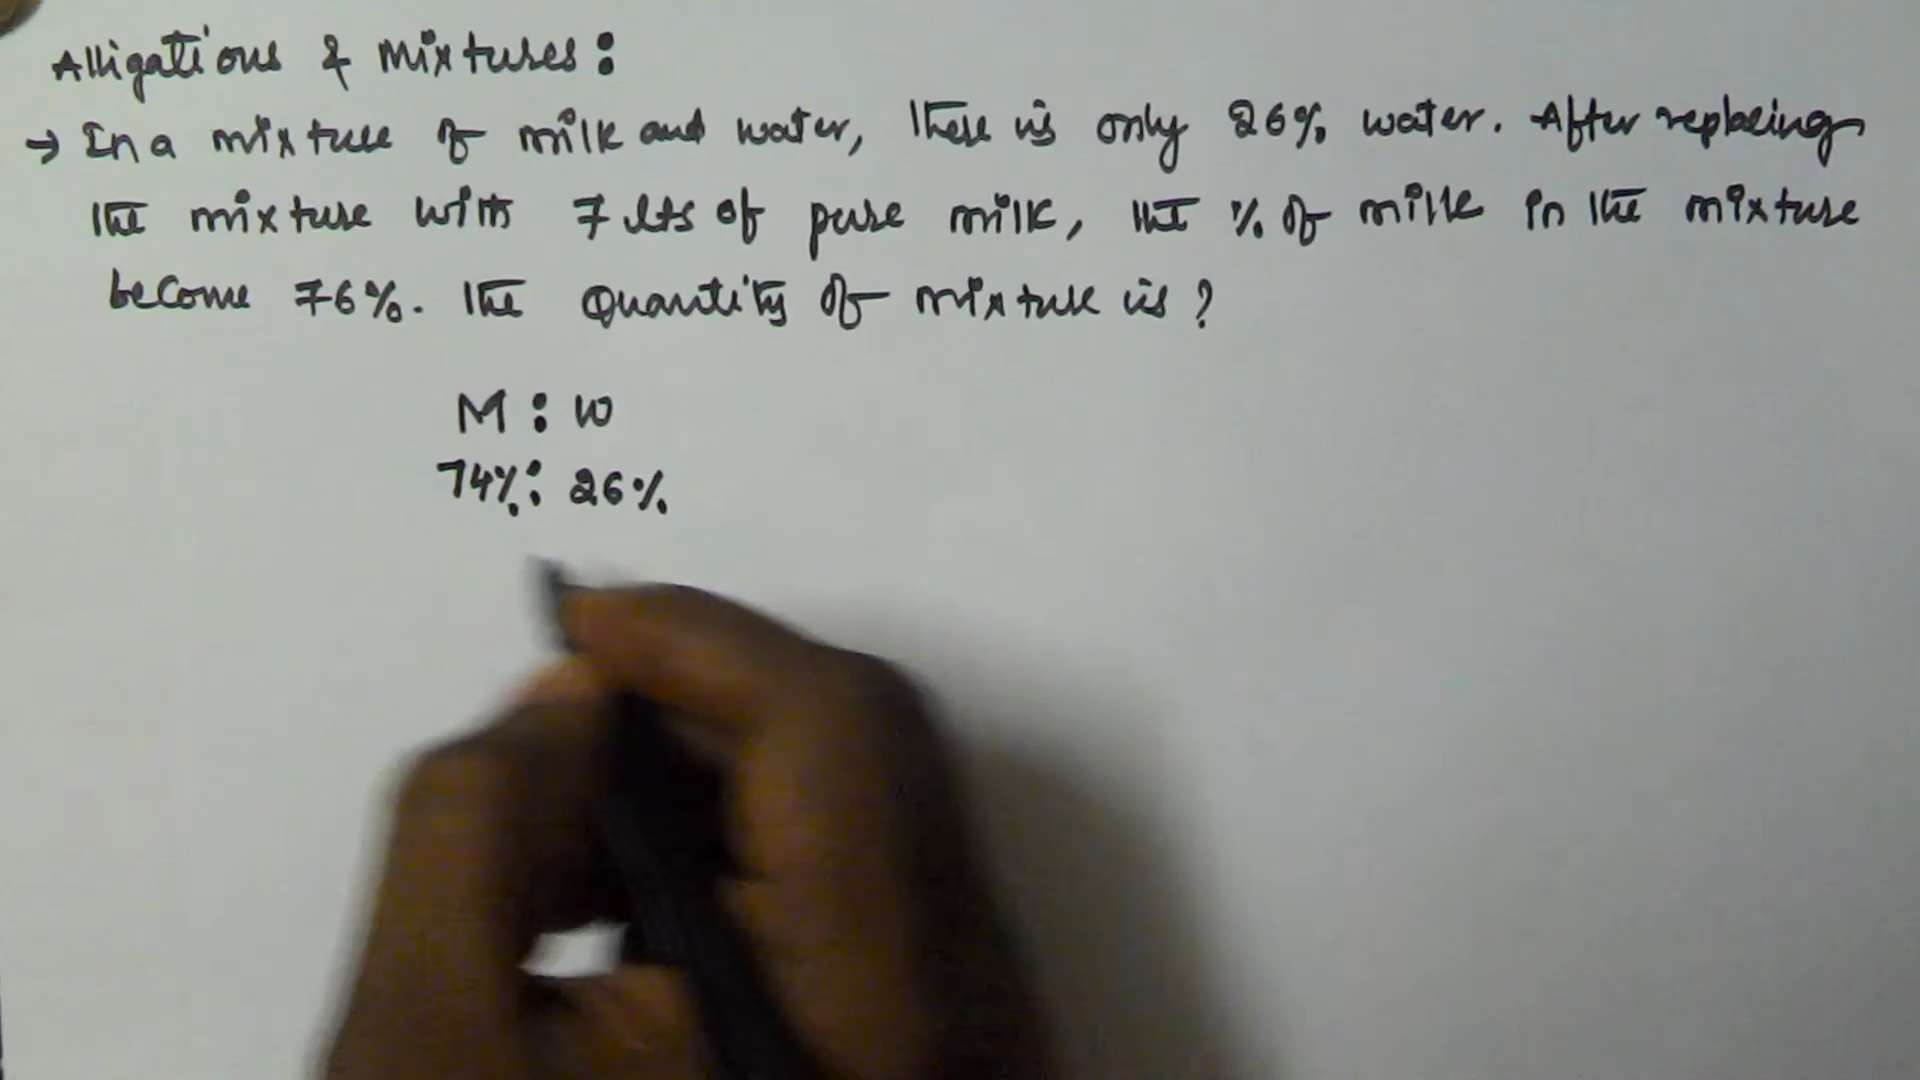 Alligations & Mixtures:
→ In a mixture of milk and water, there is only 26% water. After replacing
the mixture with 7 lts of pure milk, the % of milk in the mixture
become 76%. The Quantity of mixture is?
M : W
74% : 26%